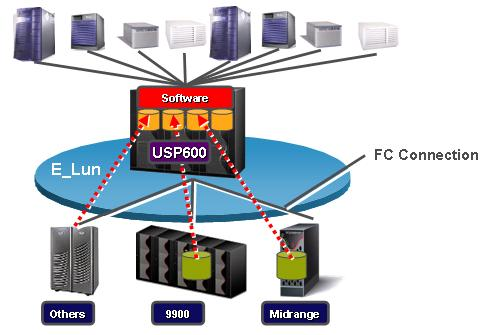 Software
USP600
E_Lun
FC Connection
Others
9900
Midrange